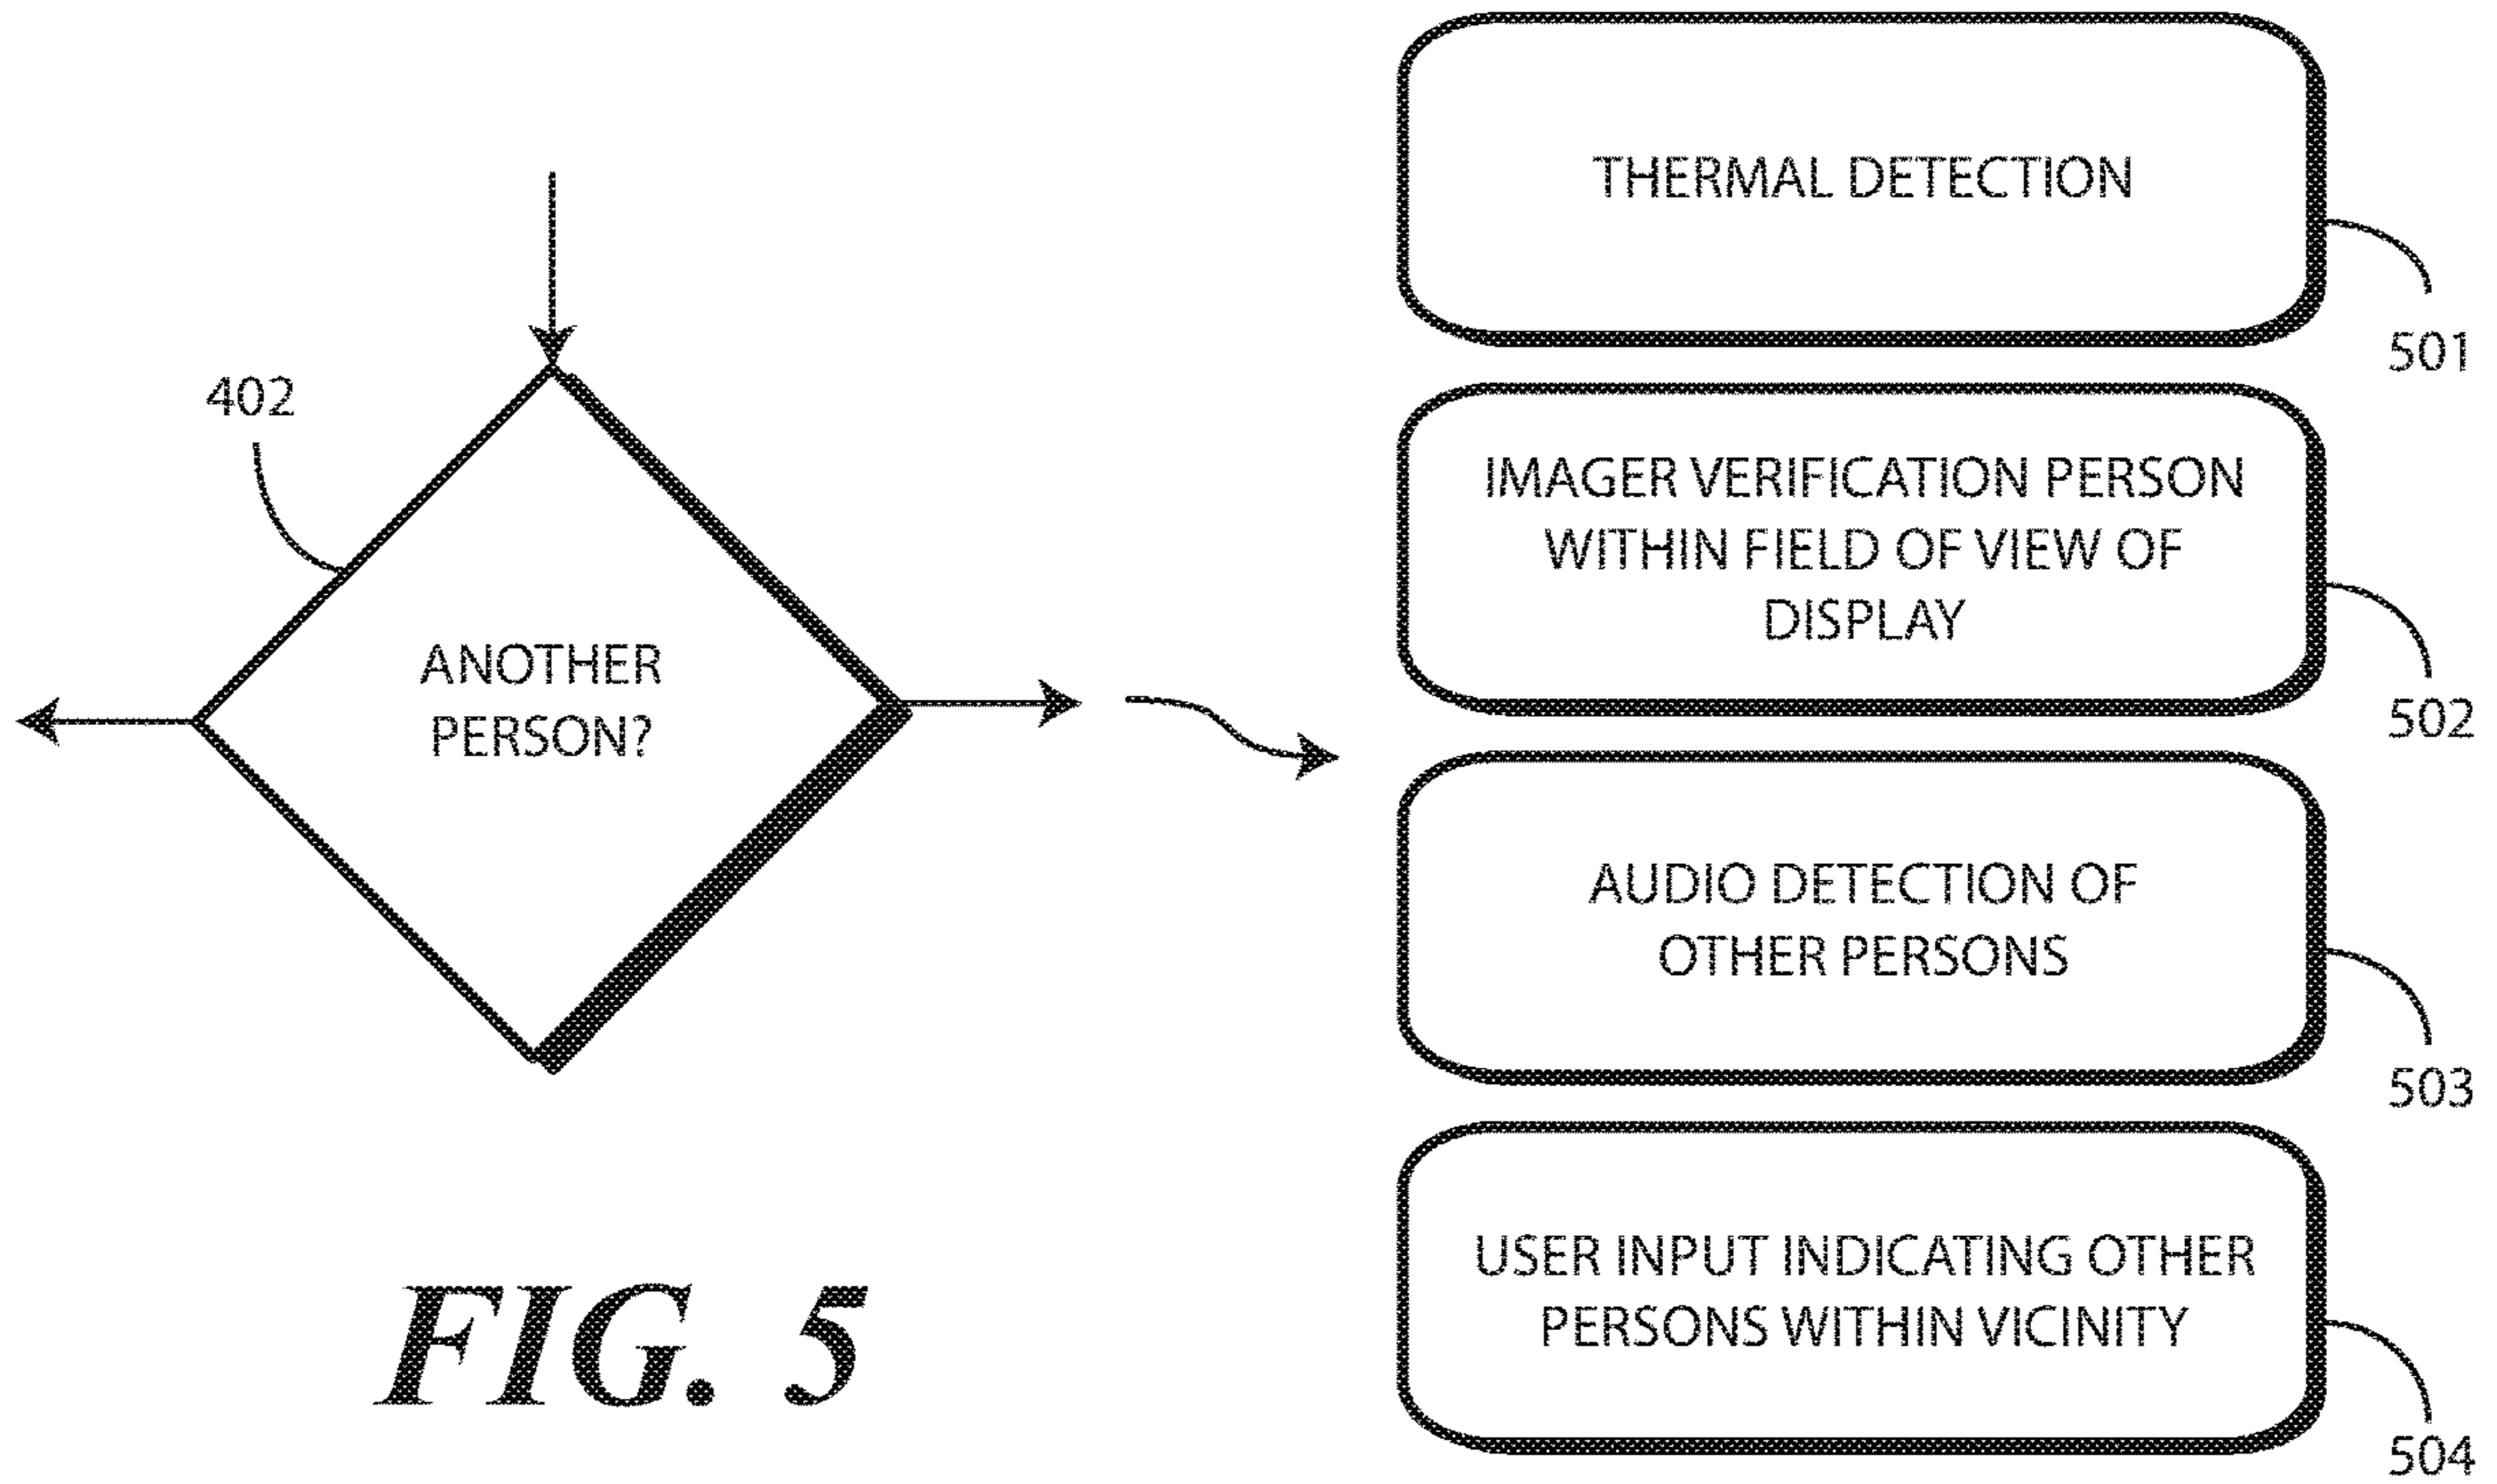 402
ANOTHER
PERSON?
THERMAL DETECTION
501
IMAGER VERIFICATION PERSON
WITHIN FIELD OF VIEW OF
DISPLAY
502
AUDIO DETECTION OF
OTHER PERSONS
503
USER INPUT INDICATING OTHER
PERSONS WITHIN VICINITY
504
FIG. 5